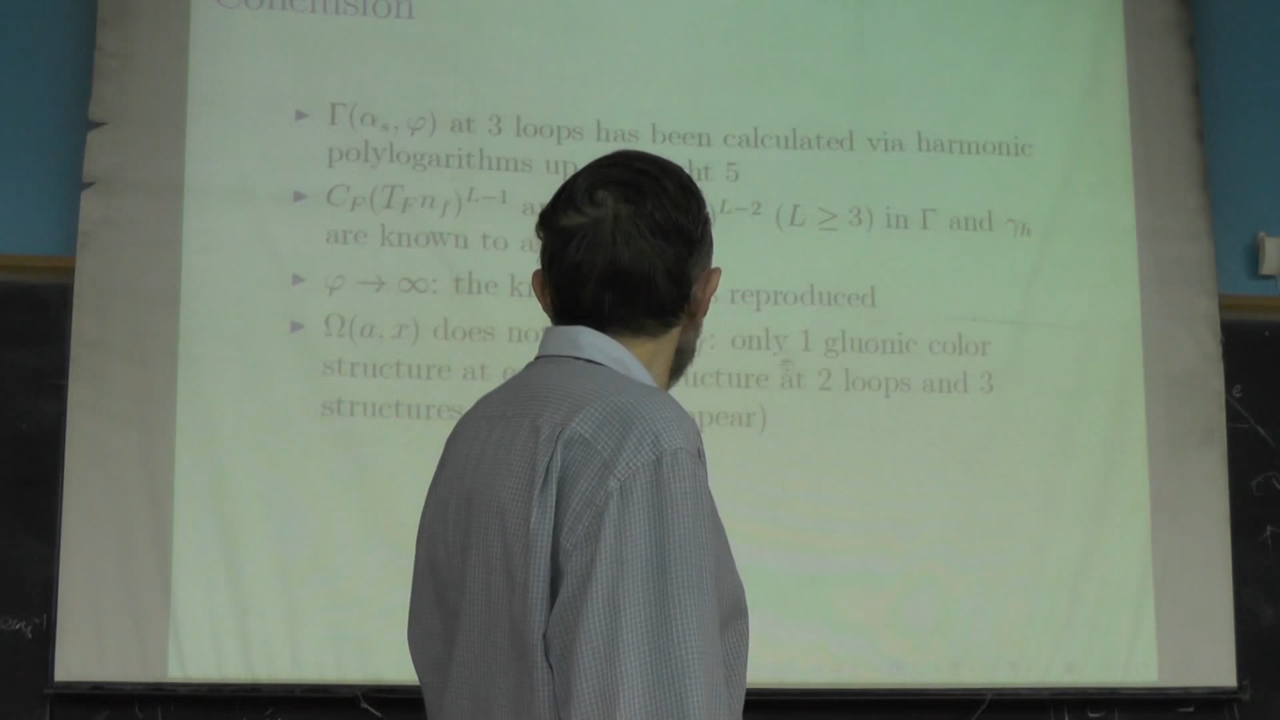 Conclusion
▶ Γ(αₛ, φ) at 3 loops has been calculated via harmonic
polylogarithms up ht 5
▶ C_F(T_F n_f)^{L−1} )^{L−2} (L ≥ 3) in Γ and γ_h
are known to
▶ φ → ∞: the reproduced
▶ Ω(a, x) does : only 1 gluonic color
structure at ucture at 2 loops and 3
structures pear)